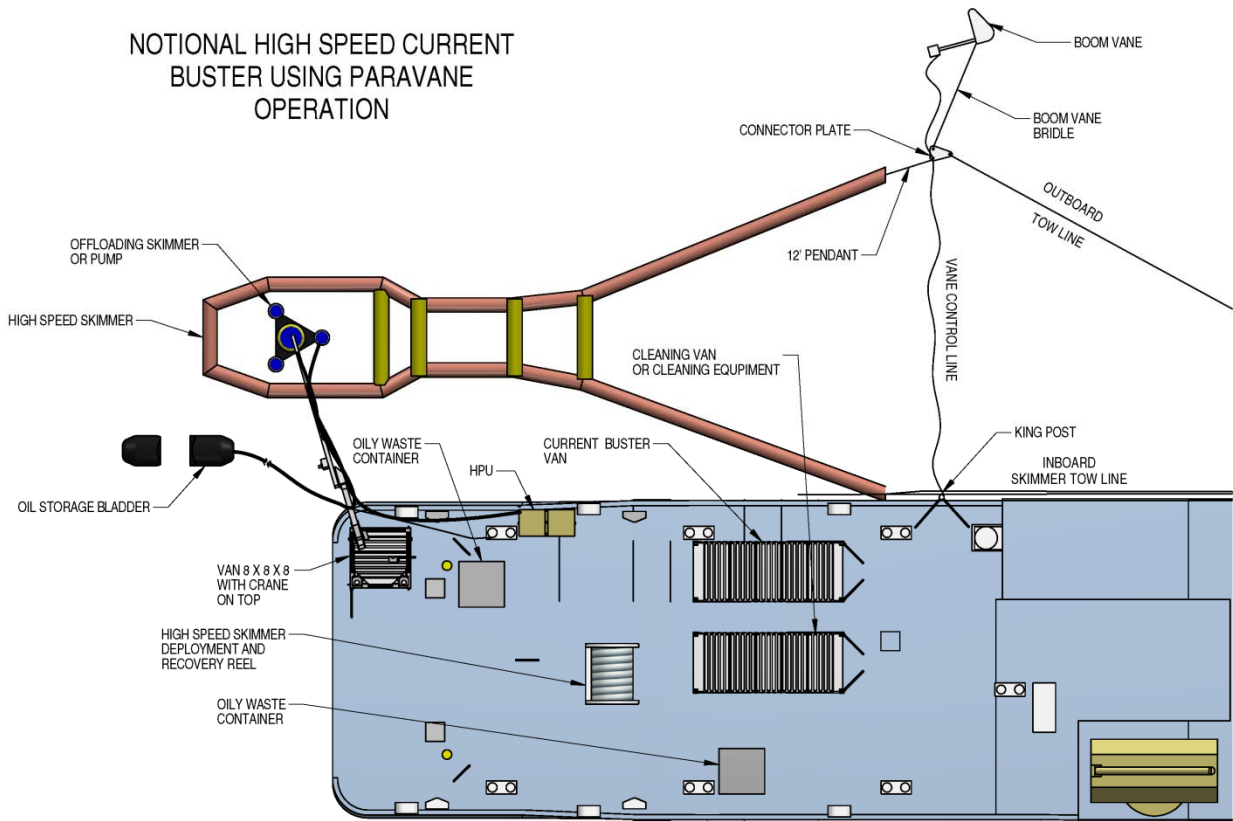 NOTIONAL HIGH SPEED CURRENT
BUSTER USING PARAVANE
OPERATION
BOOM VANE
BOOM VANE
BRIDLE
CONNECTOR PLATE
OUTBOARD
TOW LINE
12' PENDANT
VANE CONTROL LINE
OFFLOADING SKIMMER
OR PUMP
HIGH SPEED SKIMMER
CLEANING VAN
OR CLEANING EQUIPMENT
OILY WASTE
CONTAINER
CURRENT BUSTER
VAN
KING POST
INBOARD
SKIMMER TOW LINE
HPU
OIL STORAGE BLADDER
VAN 8 X 8 X 8
WITH CRANE
ON TOP
HIGH SPEED SKIMMER
DEPLOYMENT AND
RECOVERY REEL
OILY WASTE
CONTAINER